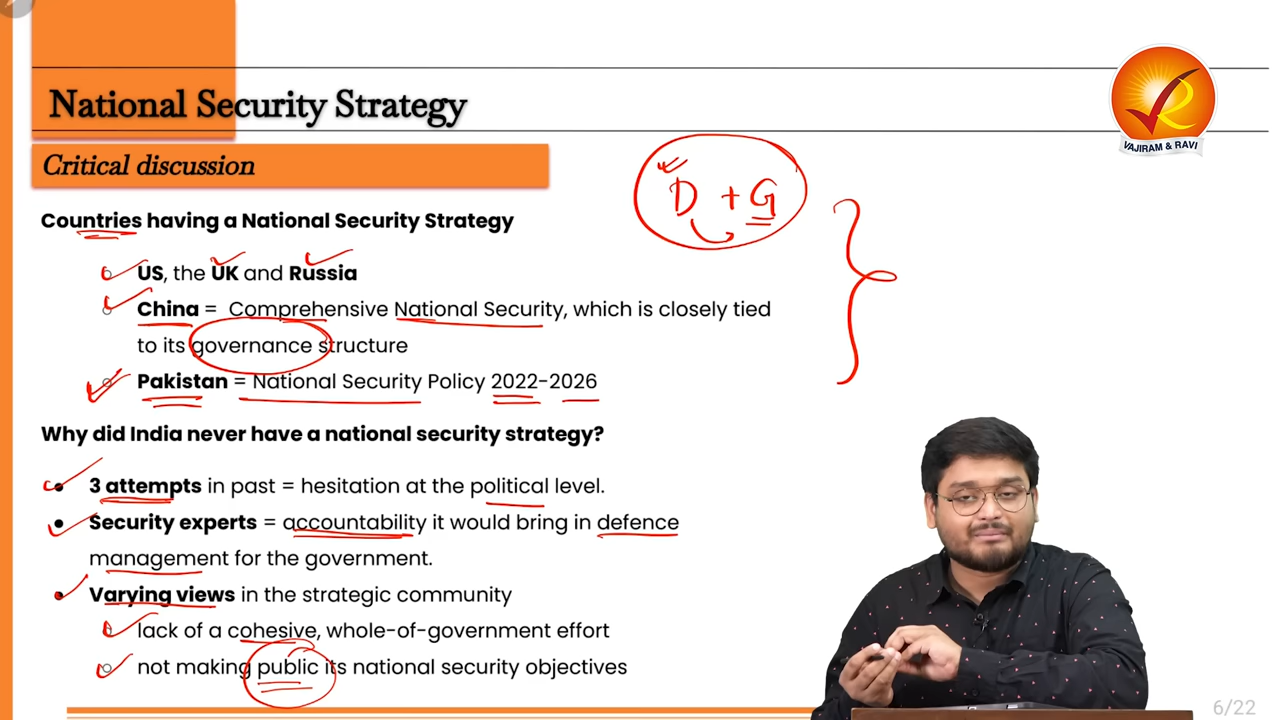 National Security Strategy
VAJIRAM & RAVI
Critical discussion
D + G
Countries having a National Security Strategy
US, the UK and Russia
China = Comprehensive National Security, which is closely tied
to its governance structure
Pakistan = National Security Policy 2022-2026
Why did India never have a national security strategy?
3 attempts in past = hesitation at the political level.
Security experts = accountability it would bring in defence
management for the government.
Varying views in the strategic community
lack of a cohesive, whole-of-government effort
not making public its national security objectives
6/22